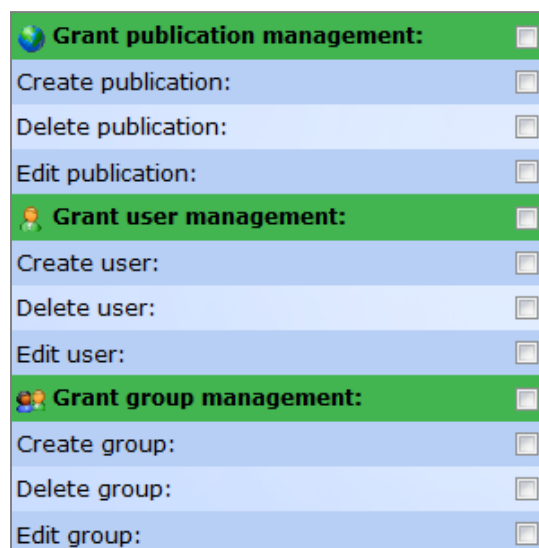 Grant publication management:
Create publication:
Delete publication:
Edit publication:
Grant user management:
Create user:
Delete user:
Edit user:
Grant group management:
Create group:
Delete group:
Edit group: